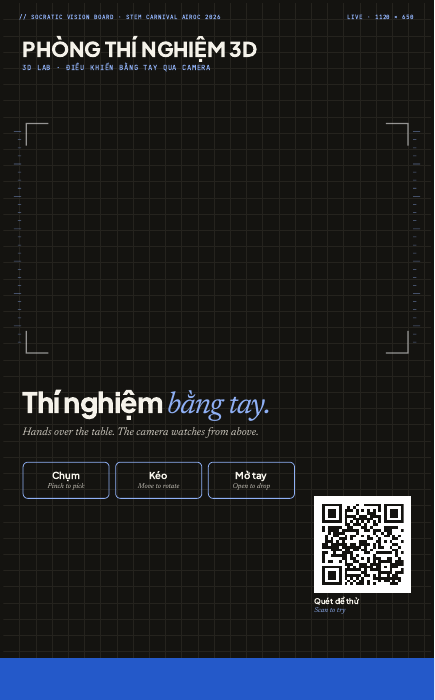 // SOCRATIC VISION BOARD · STEM CARNIVAL AIROC 2026
LIVE · 1120 × 650
PHÒNG THÍ NGHIỆM 3D
3D LAB · ĐIỀU KHIỂN BẰNG TAY QUA CAMERA
Thí nghiệm bằng tay.
Hands over the table. The camera watches from above.
Chụm
Pinch to pick
Kéo
Move to rotate
Mở tay
Open to drop
Quét để thử
Scan to try